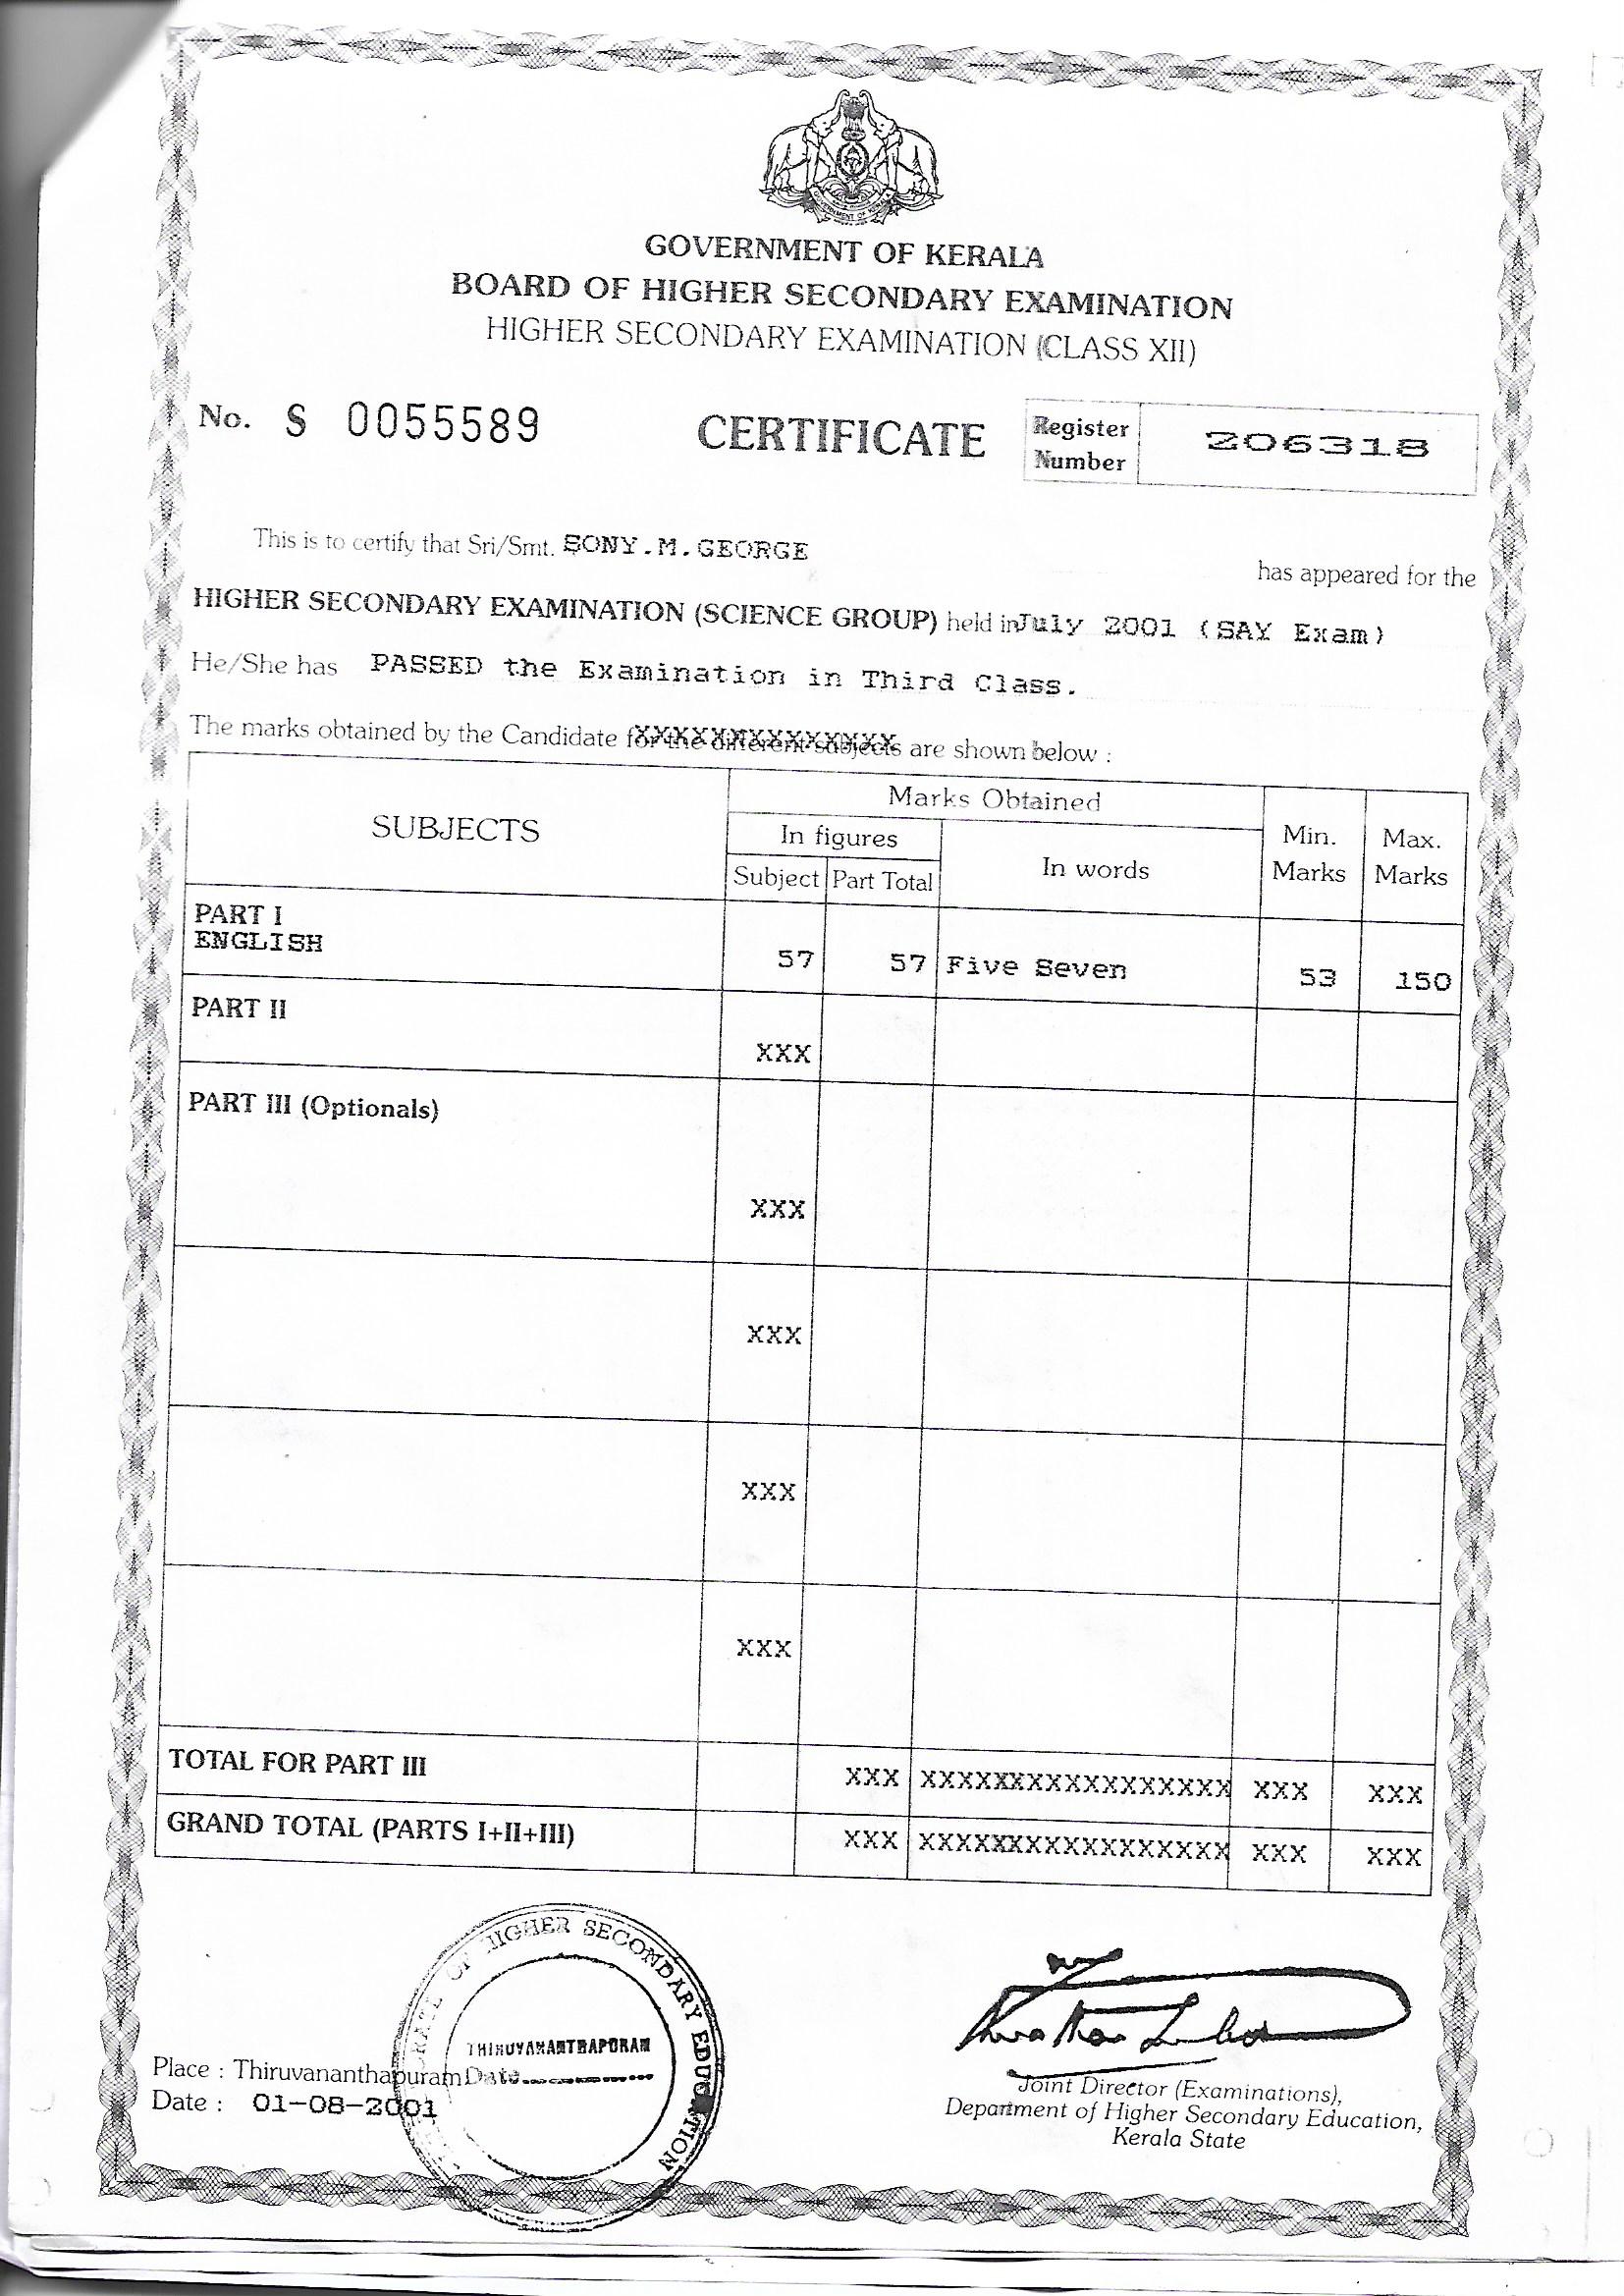 GOVERNMENT OF KERALA
BOARD OF HIGHER SECONDARY EXAMINATION
HIGHER SECONDARY EXAMINATION (CLASS XII)
No. S 0055589
CERTIFICATE
Register Number 206318
This is to certify that Sri/Smt. SONY.M.GEORGE has appeared for the
HIGHER SECONDARY EXAMINATION (SCIENCE GROUP) held in July 2001 (SAY Exam)
He/She has PASSED the Examination in Third Class.
The marks obtained by the Candidate for the different subjects are shown below :
SUBJECTS Marks Obtained Min. Marks Max. Marks
In figures In words
Subject Part Total
PART I
ENGLISH 57 57 Five Seven 53 150
PART II
XXX
PART III (Optionals)
XXX
XXX
XXX
XXX
TOTAL FOR PART III XXX XXXXXXXXXXXXXXXXX XXX XXX
GRAND TOTAL (PARTS I+II+III) XXX XXXXXXXXXXXXXXXXX XXX XXX
OF HIGHER SECONDARY EDUCATION
THIRUVANANTHAPURAM
Date
Place : Thiruvananthapuram
Date : 01-08-2001
Joint Director (Examinations),
Department of Higher Secondary Education,
Kerala State